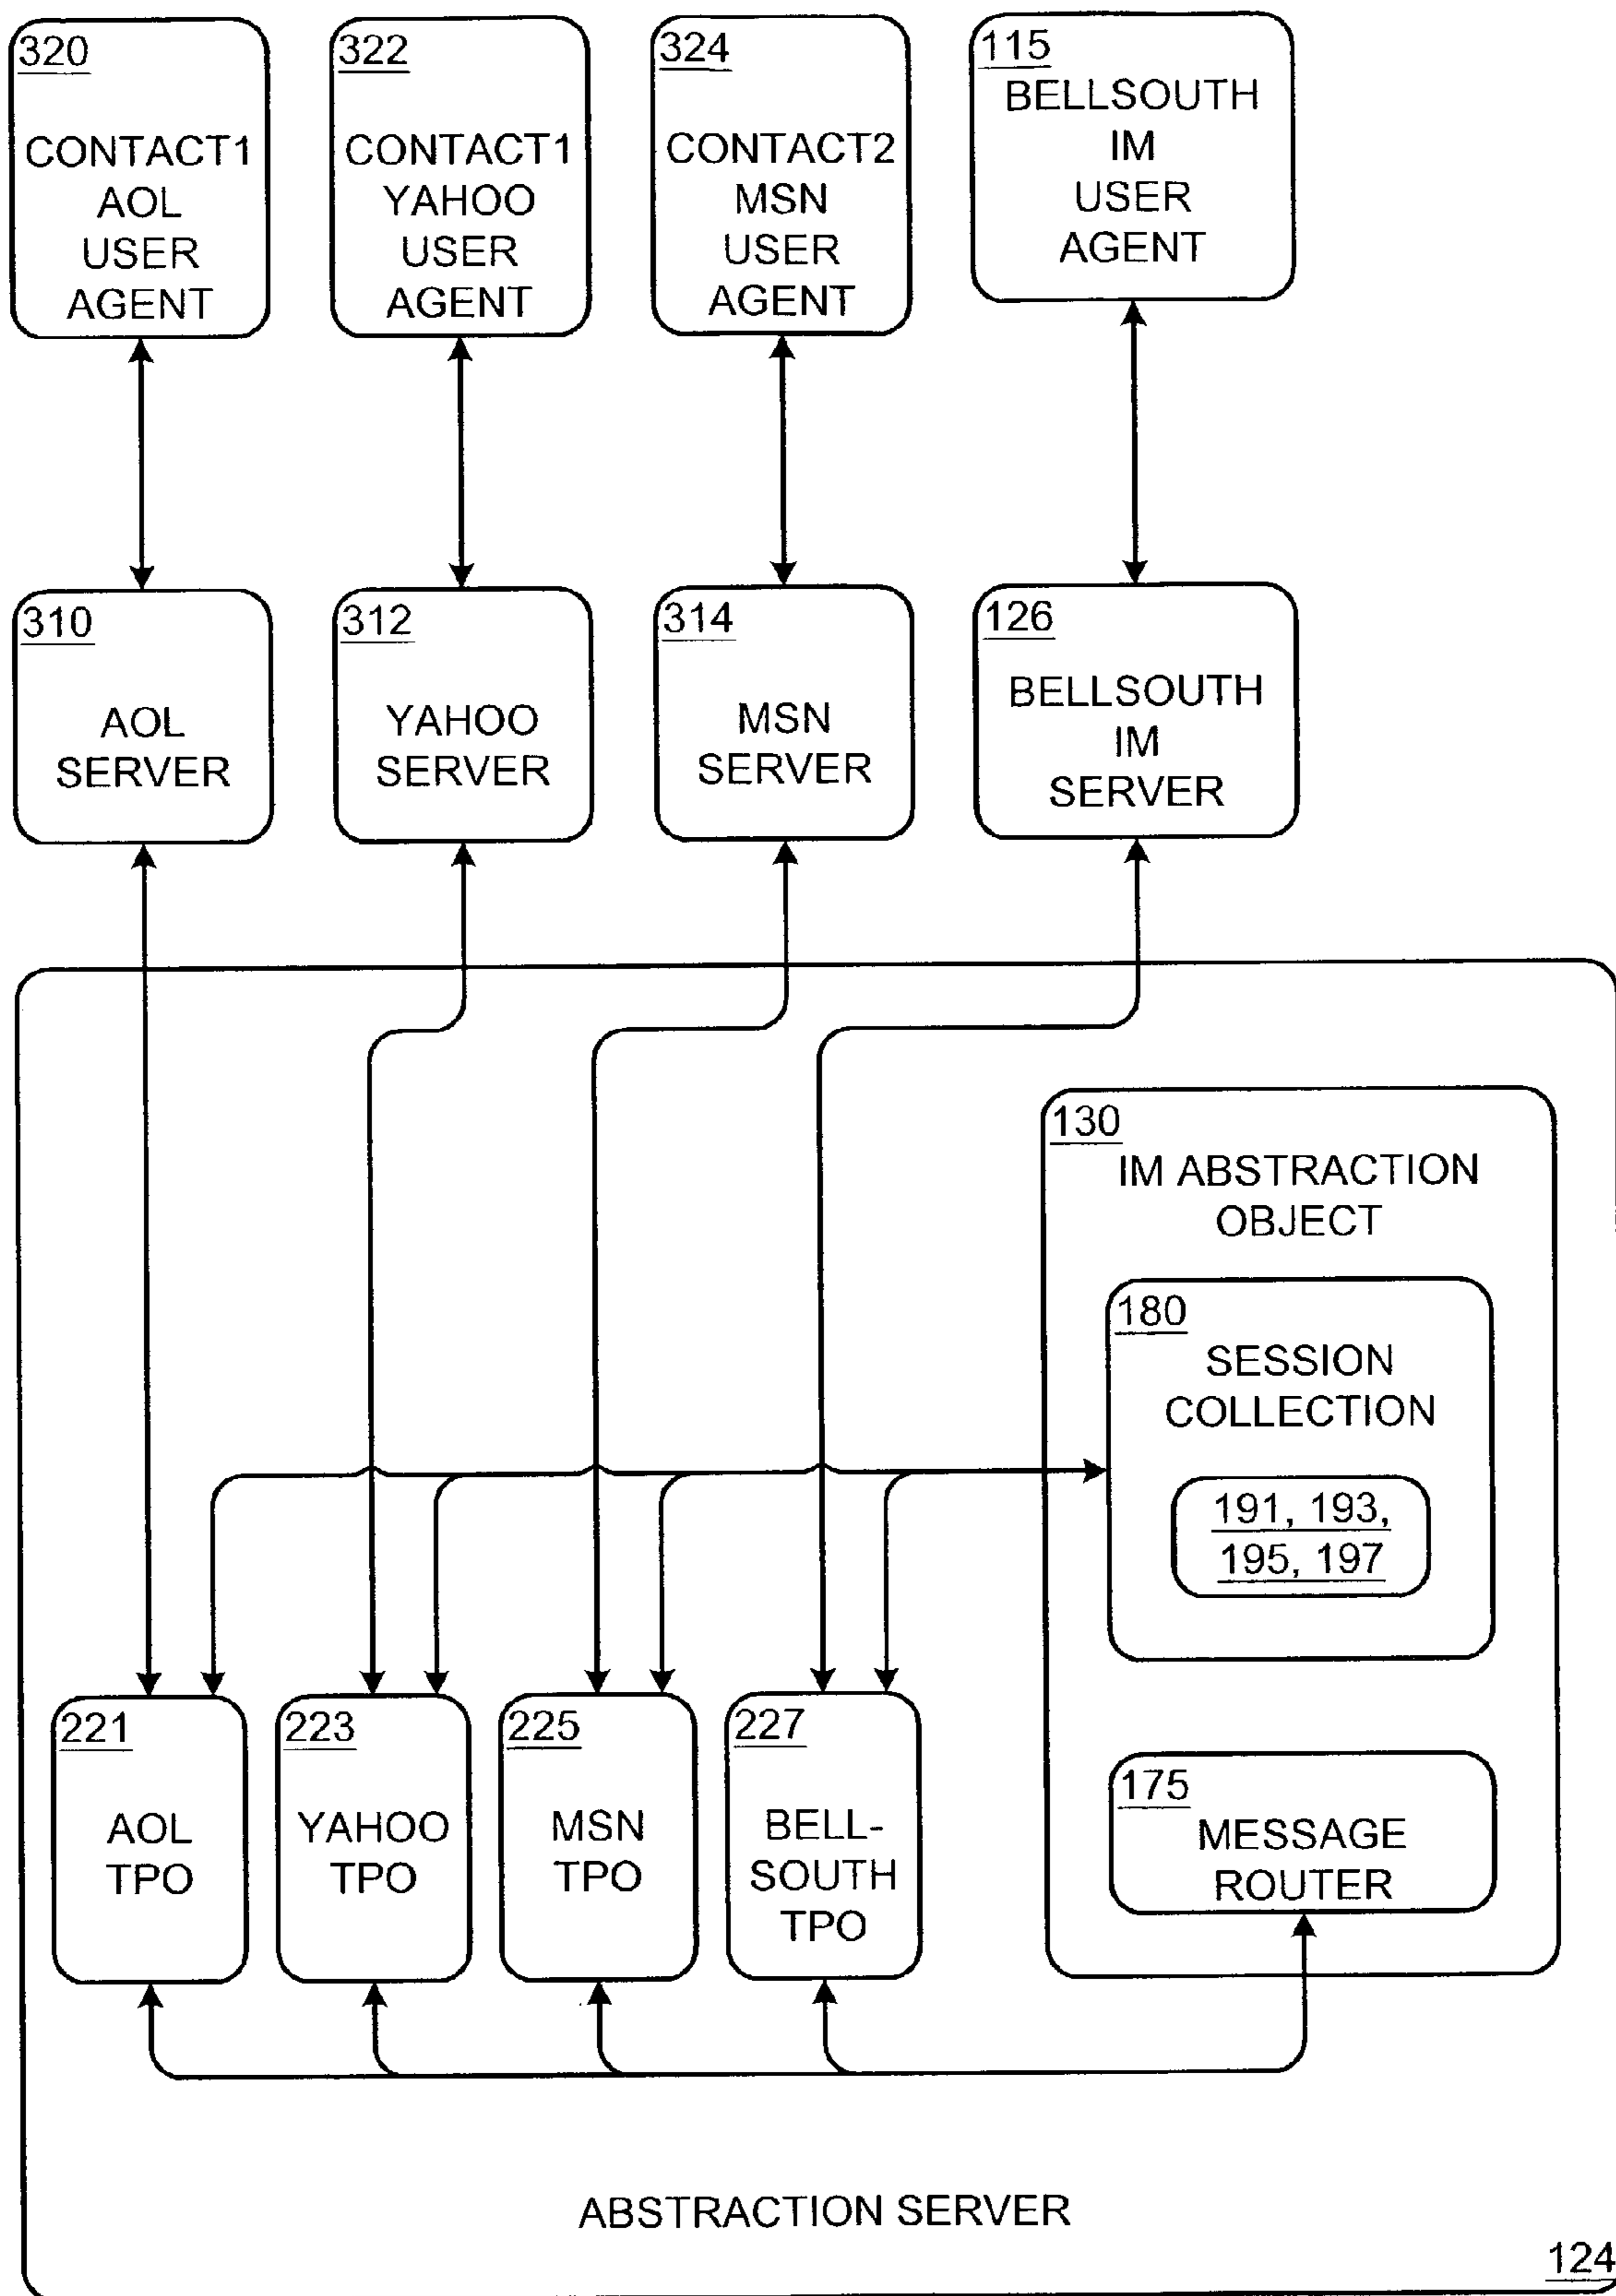 320
CONTACT1
AOL
USER
AGENT
322
CONTACT1
YAHOO
USER
AGENT
324
CONTACT2
MSN
USER
AGENT
115
BELLSOUTH
IM
USER
AGENT
310
AOL
SERVER
312
YAHOO
SERVER
314
MSN
SERVER
126
BELLSOUTH
IM
SERVER
130
IM ABSTRACTION
OBJECT
180
SESSION
COLLECTION
191, 193,
195, 197
221
AOL
TPO
223
YAHOO
TPO
225
MSN
TPO
227
BELL-
SOUTH
TPO
175
MESSAGE
ROUTER
ABSTRACTION SERVER
124